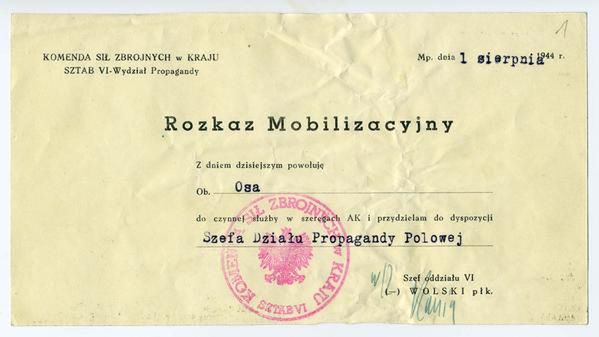 1
KOMENDA SIŁ ZBROJNYCH w KRAJU
SZTAB VI-Wydział Propagandy
Mp. dnia 1 sierpnia 1944 r.
Rozkaz Mobilizacyjny
Z dniem dzisiejszym powołuję
Ob. Osa
do czynnej służby w szeregach AK i przydzielam do dyspozycji
Szefa Działu Propagandy Polowej
KOMENDA SIŁ ZBROJNYCH w KRAJU
SZTAB VI
Szef oddziału VI
(—) WOLSKI płk.